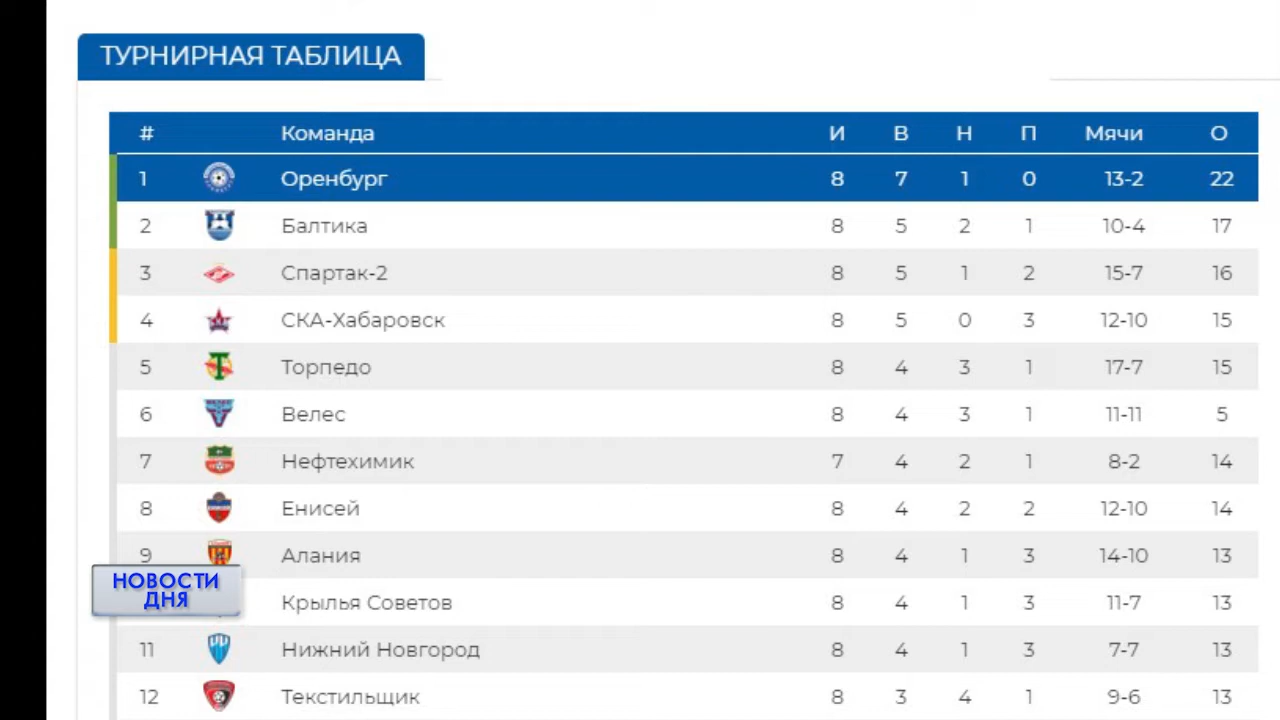 ТУРНИРНАЯ ТАБЛИЦА
# Команда И В Н П Мячи О
1 Оренбург 8 7 1 0 13-2 22
2 Балтика 8 5 2 1 10-4 17
3 Спартак-2 8 5 1 2 15-7 16
4 СКА-Хабаровск 8 5 0 3 12-10 15
5 Торпедо 8 4 3 1 17-7 15
6 Велес 8 4 3 1 11-11 5
7 Нефтехимик 7 4 2 1 8-2 14
8 Енисей 8 4 2 2 12-10 14
9 Алания 8 4 1 3 14-10 13
НОВОСТИ
ДНЯ
Крылья Советов 8 4 1 3 11-7 13
11 Нижний Новгород 8 4 1 3 7-7 13
12 Текстильщик 8 3 4 1 9-6 13